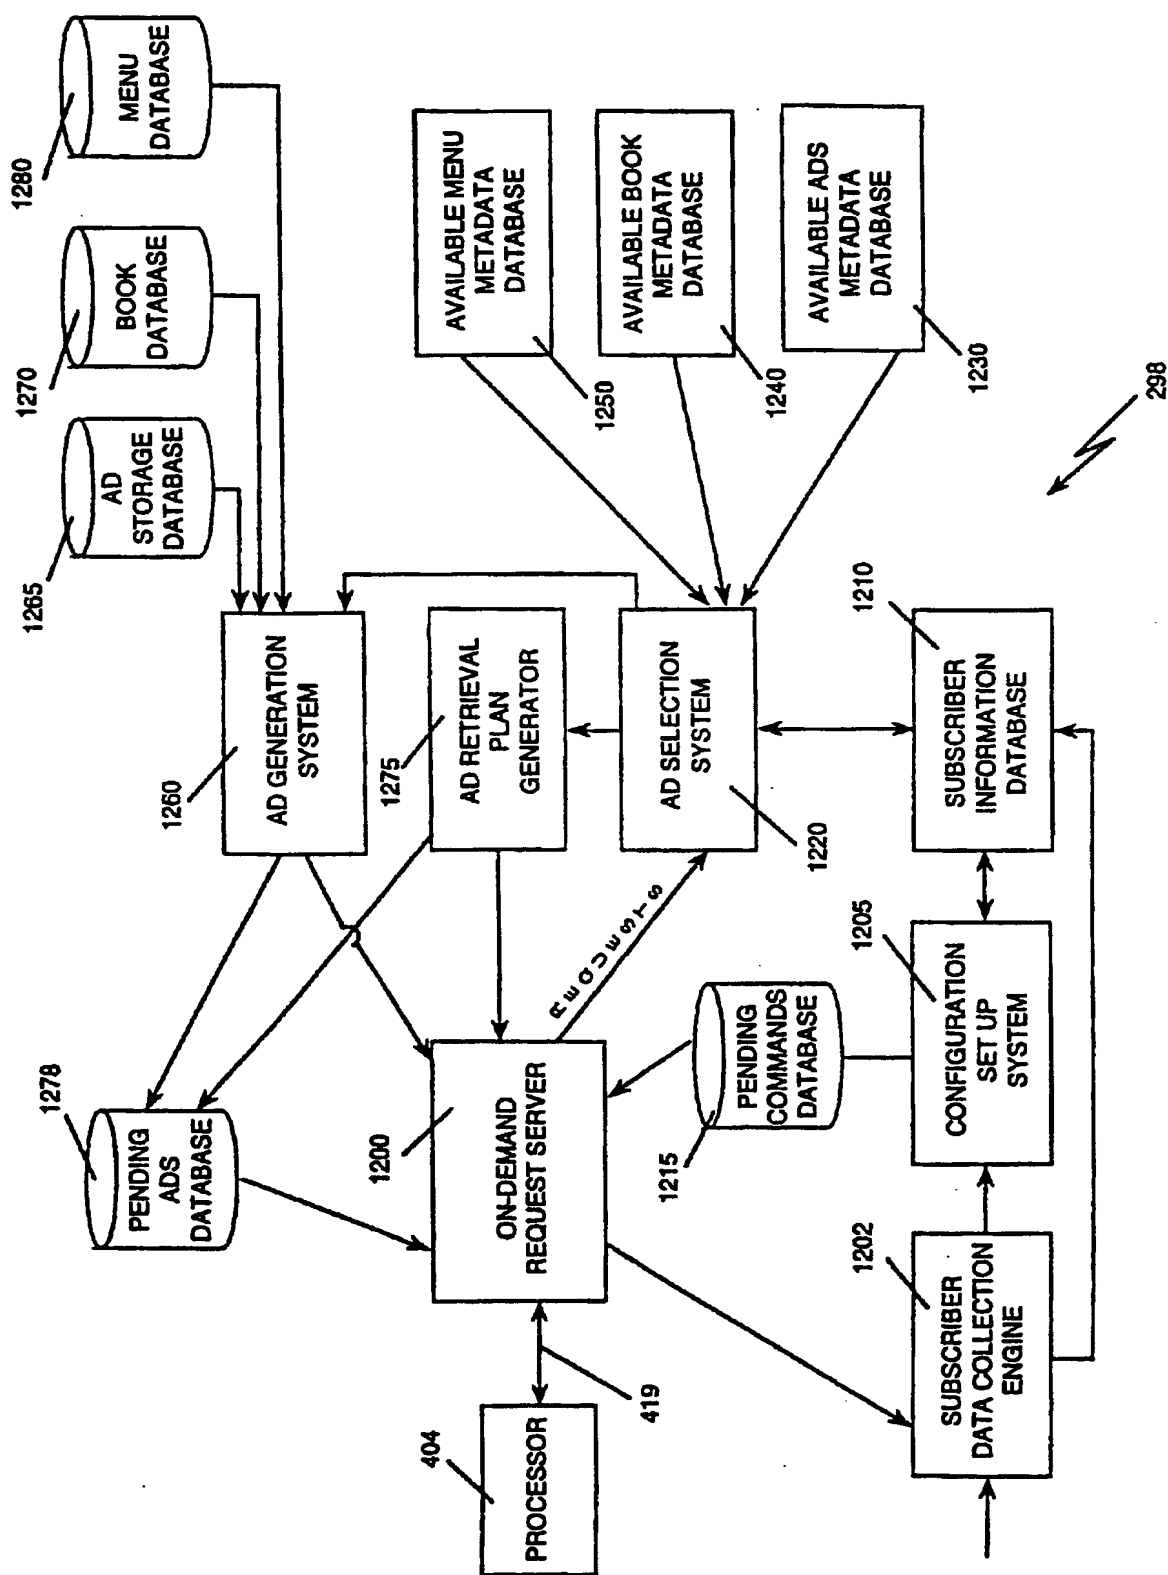 1280
MENU
DATABASE
1270
BOOK
DATABASE
1265
AD
STORAGE
DATABASE
1260
AD GENERATION
SYSTEM
1275
AD RETRIEVAL
PLAN
GENERATOR
AD SELECTION
SYSTEM
1220
AVAILABLE MENU
METADATA
DATABASE
1250
AVAILABLE BOOK
METADATA
DATABASE
1240
AVAILABLE ADS
METADATA
DATABASE
1230
298
1278
PENDING
ADS
DATABASE
1200
ON-DEMAND
REQUEST SERVER
REQUESTS
PENDING
COMMANDS
DATABASE
1215
1210
SUBSCRIBER
INFORMATION
DATABASE
1205
CONFIGURATION
SET UP
SYSTEM
1202
SUBSCRIBER
DATA COLLECTION
ENGINE
404
PROCESSOR
419